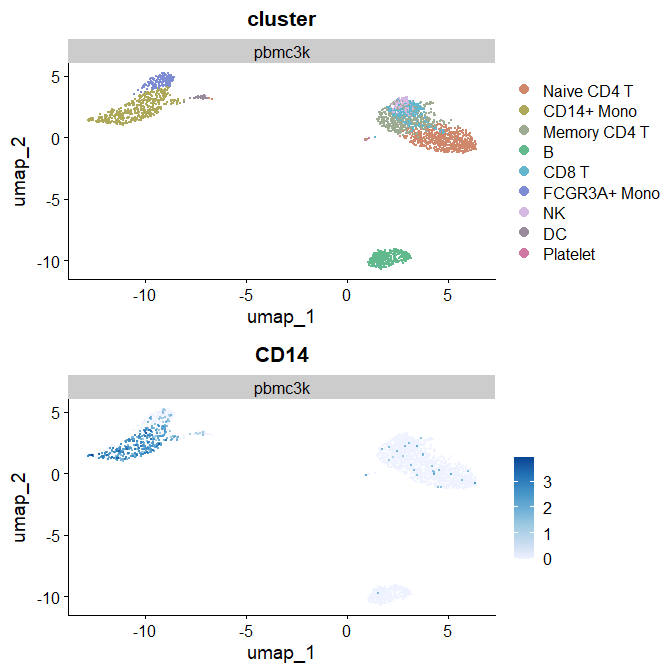 cluster
pbmc3k
5
0
-5
-10
umap_2
-10
-5
0
5
umap_1
Naive CD4 T
CD14+ Mono
Memory CD4 T
B
CD8 T
FCGR3A+ Mono
NK
DC
Platelet
CD14
pbmc3k
5
0
-5
-10
umap_2
-10
-5
0
5
umap_1
3
2
1
0